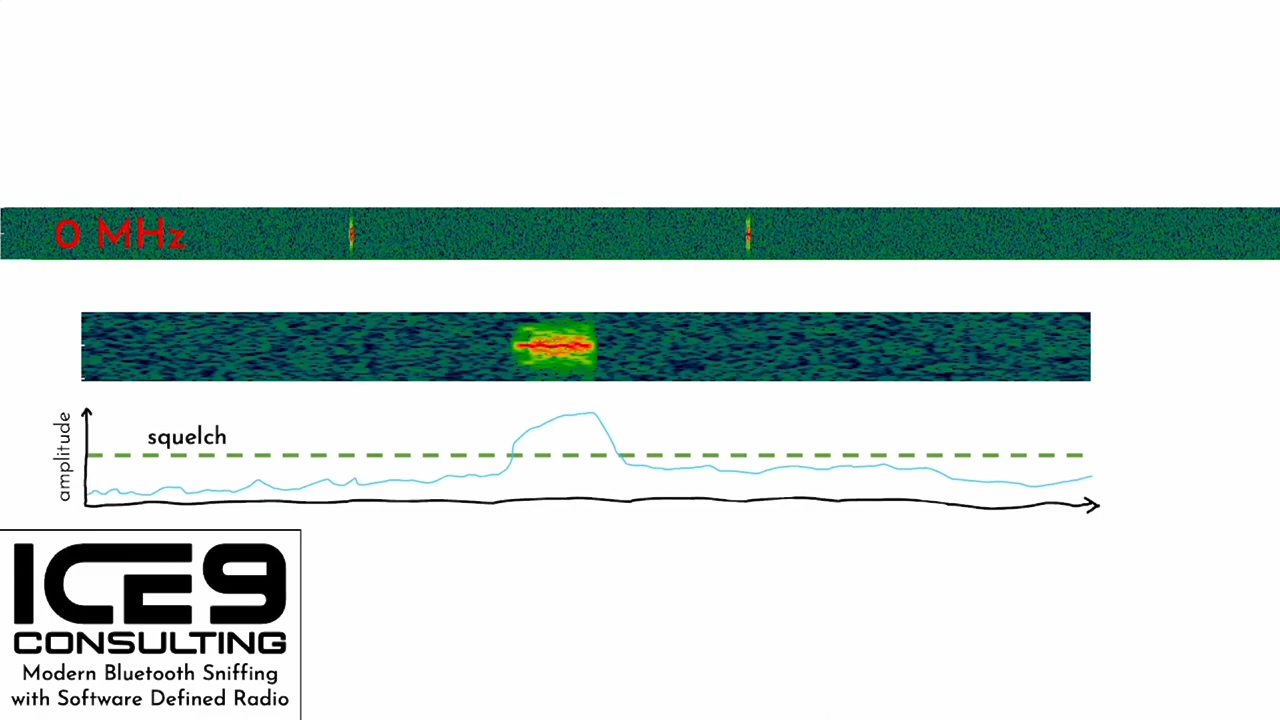 0 MHz
amplitude
squelch
ICE9
CONSULTING
Modern Bluetooth Sniffing
with Software Defined Radio